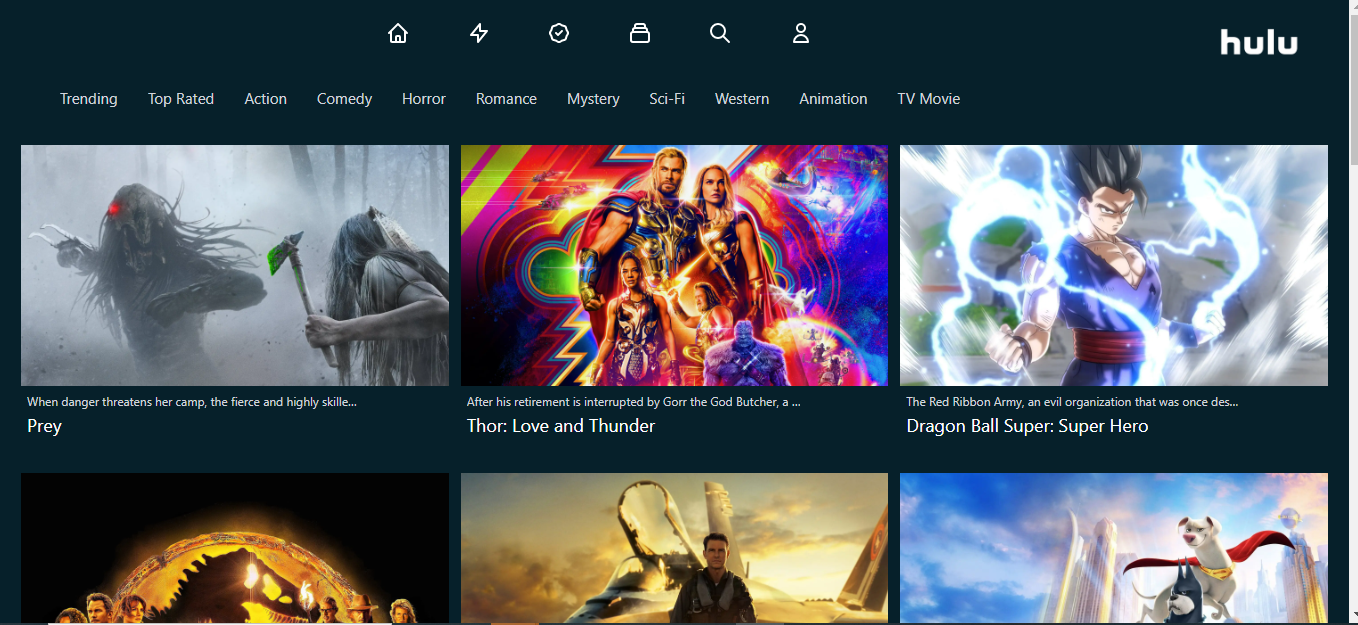 hulu
Trending Top Rated Action Comedy Horror Romance Mystery Sci-Fi Western Animation TV Movie
When danger threatens her camp, the fierce and highly skille...
Prey
After his retirement is interrupted by Gorr the God Butcher, a ...
Thor: Love and Thunder
The Red Ribbon Army, an evil organization that was once des...
Dragon Ball Super: Super Hero